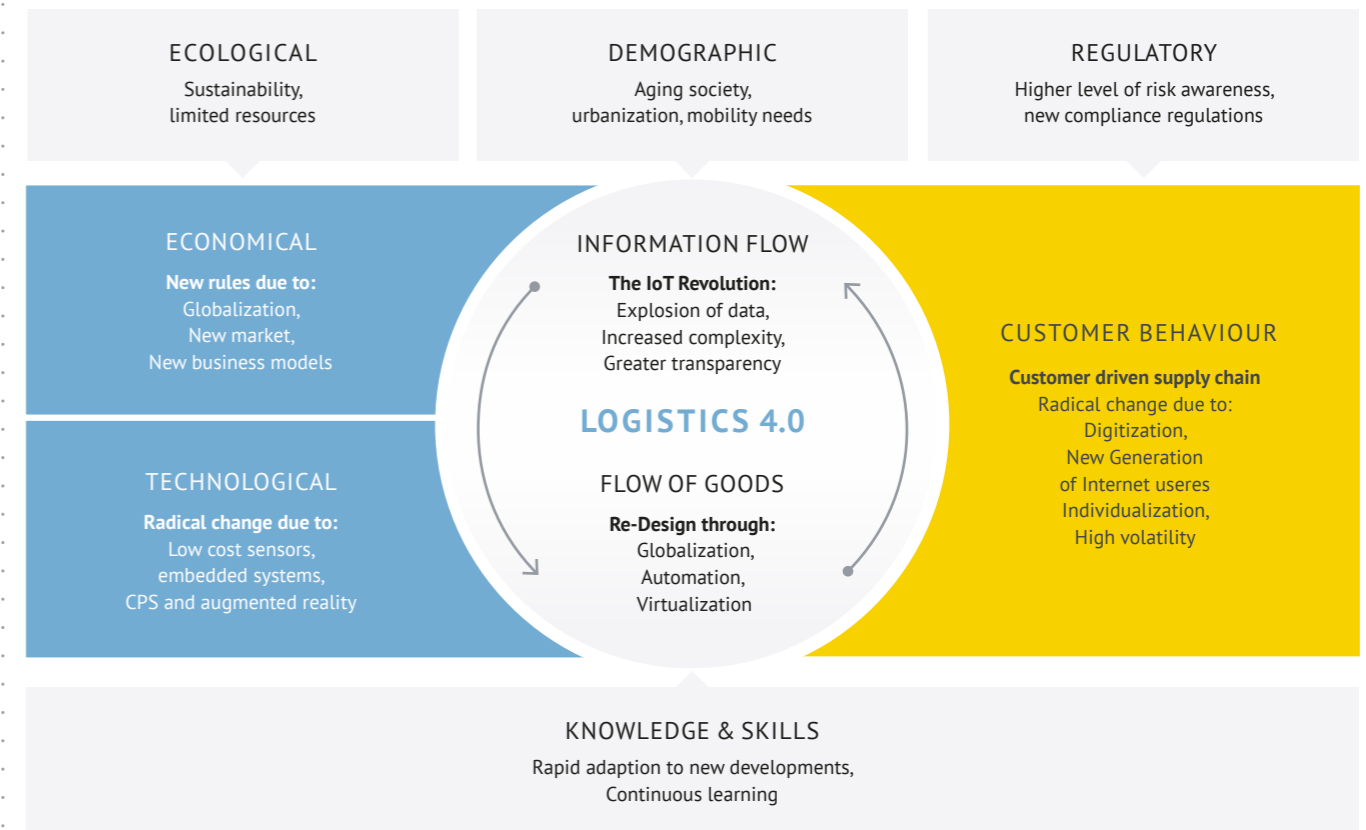 ECOLOGICAL
Sustainability,
limited resources
DEMOGRAPHIC
Aging society,
urbanization, mobility needs
REGULATORY
Higher level of risk awareness,
new compliance regulations
ECONOMICAL
New rules due to:
Globalization,
New market,
New business models
TECHNOLOGICAL
Radical change due to:
Low cost sensors,
embedded systems,
CPS and augmented reality
INFORMATION FLOW
The IoT Revolution:
Explosion of data,
Increased complexity,
Greater transparency
LOGISTICS 4.0
FLOW OF GOODS
Re-Design through:
Globalization,
Automation,
Virtualization
CUSTOMER BEHAVIOUR
Customer driven supply chain
Radical change due to:
Digitization,
New Generation
of Internet useres
Individualization,
High volatility
KNOWLEDGE & SKILLS
Rapid adaption to new developments,
Continuous learning